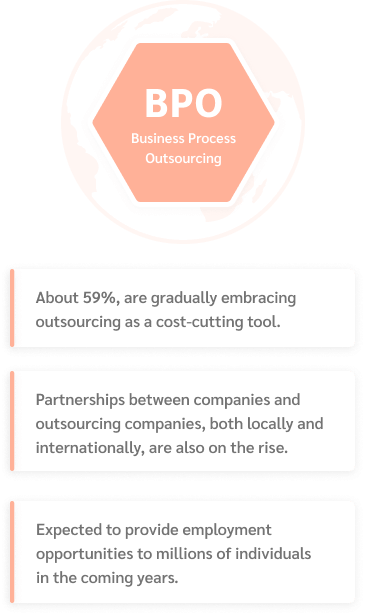 BPO
Business Process
Outsourcing
About 59%, are gradually embracing
outsourcing as a cost-cutting tool.
Partnerships between companies and
outsourcing companies, both locally and
internationally, are also on the rise.
Expected to provide employment
opportunities to millions of individuals
in the coming years.